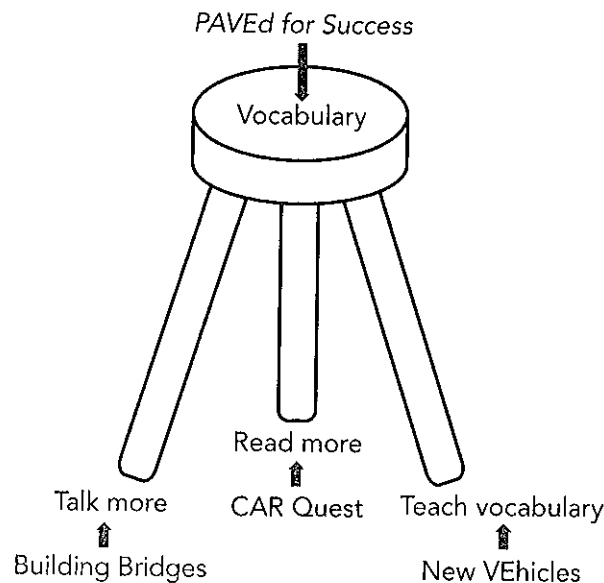 PAVEd for Success
Vocabulary
Read more
Talk more
CAR Quest
Teach vocabulary
Building Bridges
New VEhicles